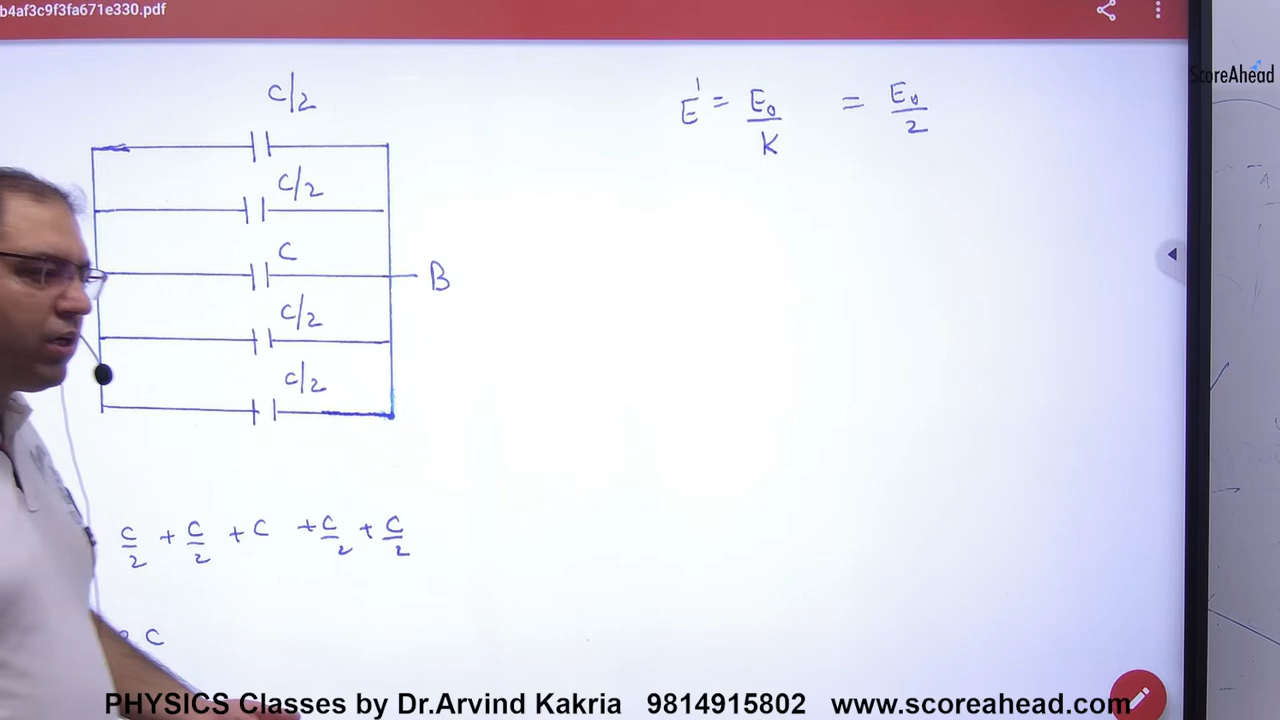 b4af3c9f3fa671e330.pdf
ScoreAhead
C/2
C/2
C
B
C/2
C/2
E' = E₀/K = E₀/2
C/2 + C/2 + C + C/2 + C/2
C
PHYSICS Classes by Dr.Arvind Kakria 9814915802 www.scoreahead.com